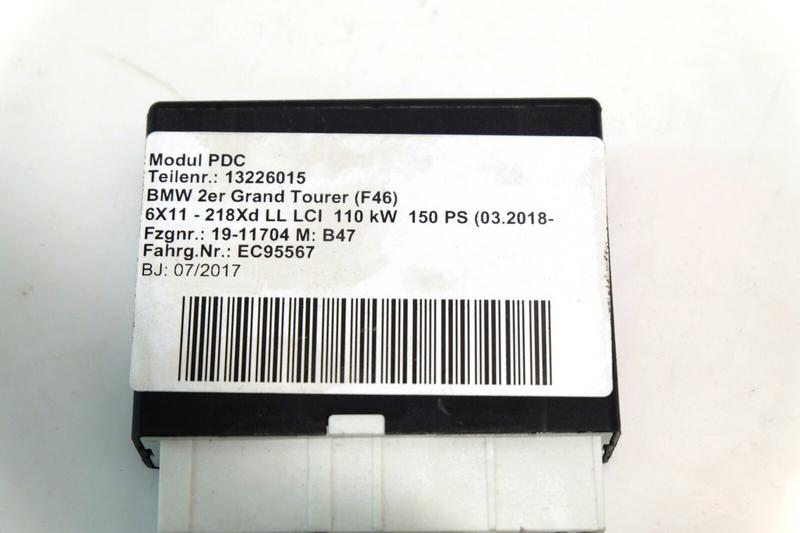 Modul PDC
Teilenr.: 13226015
BMW 2er Grand Tourer (F46)
6X11 - 218Xd LL LCI 110 kW 150 PS (03.2018-
Fzgnr.: 19-11704 M: B47
Fahrg.Nr.: EC95567
BJ: 07/2017